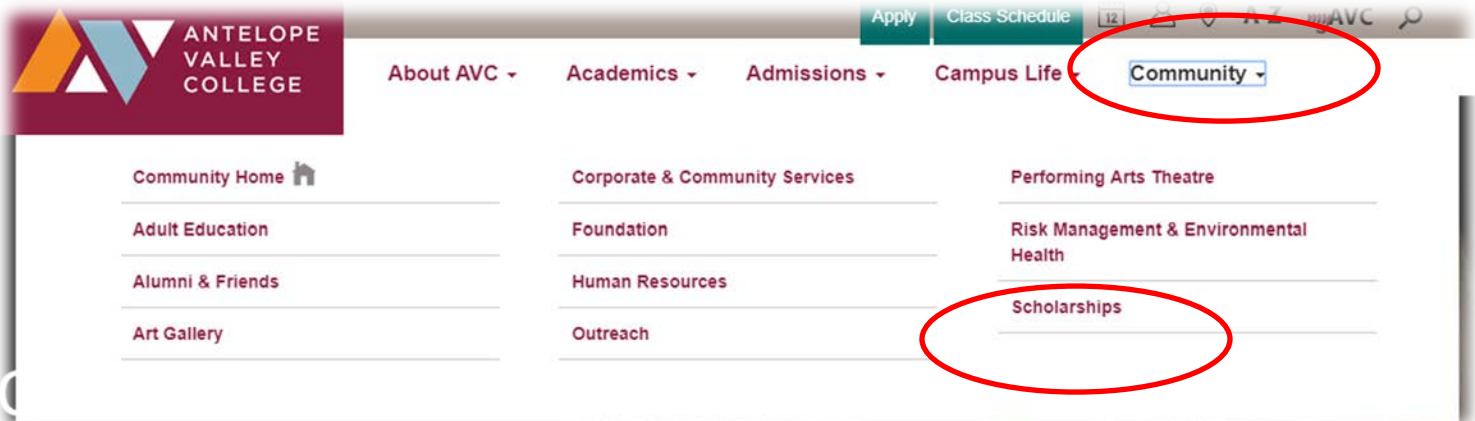 Apply Class Schedule 12 A-Z myAVC
ANTELOPE
VALLEY
COLLEGE
About AVC Academics Admissions Campus Life Community
Community Home Corporate & Community Services Performing Arts Theatre
Adult Education Foundation Risk Management & Environmental
Health
Alumni & Friends Human Resources
Scholarships
Art Gallery Outreach